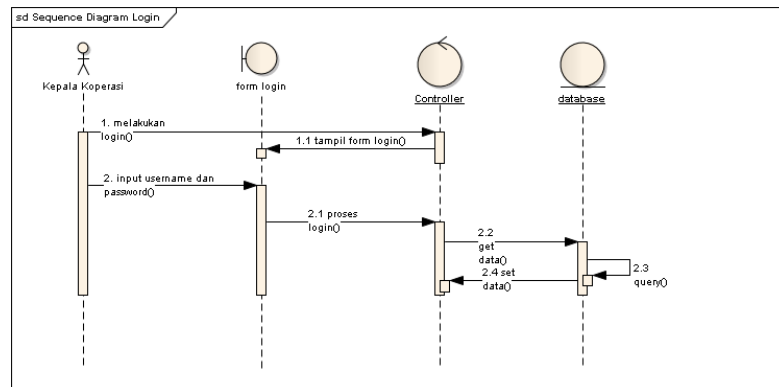 sd Sequence Diagram Login
Kepala Koperasi
form login
Controller
database
1. melakukan
login()
1.1 tampil form login()
2. input username dan
password()
2.1 proses
login()
2.2
get
data()
2.3
query()
2.4 set
data()